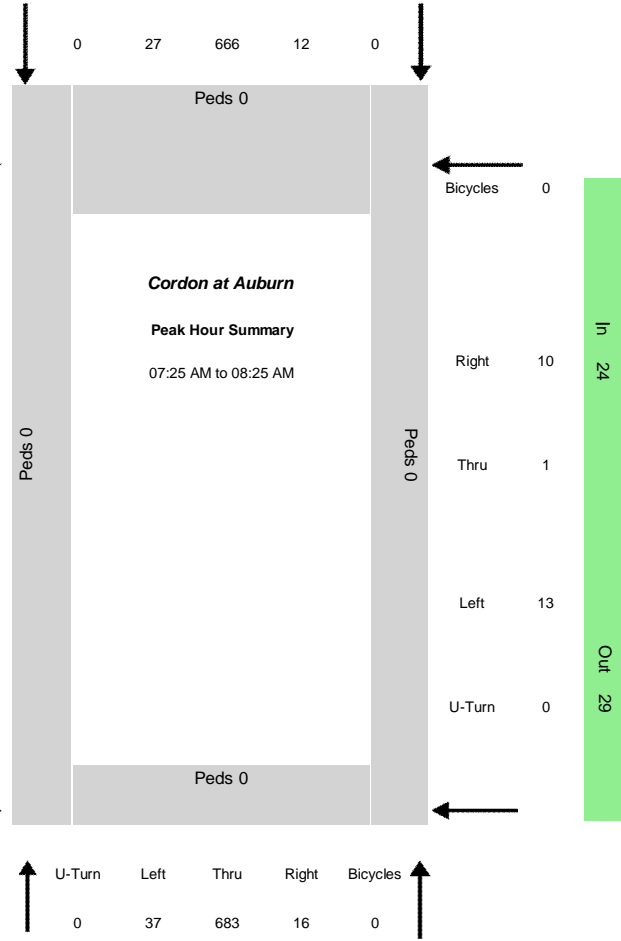 0 27 666 12 0
Peds 0
Bicycles 0
Cordon at Auburn
Peak Hour Summary
07:25 AM to 08:25 AM
In 24
Right 10
Peds 0
Peds 0
Thru 1
Left 13
Out 29
U-Turn 0
Peds 0
U-Turn Left Thru Right Bicycles
0 37 683 16 0